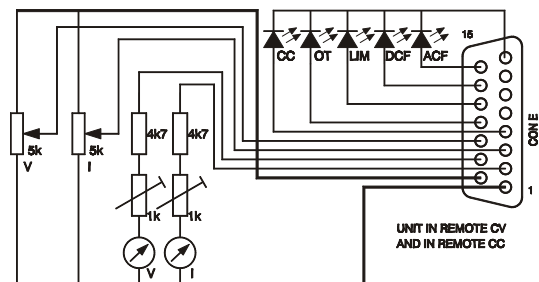 15
CC OT LIM DCF ACF
CON E
5k 5k 4k7 4k7
V I
1k 1k
1
UNIT IN REMOTE CV
AND IN REMOTE CC
V I